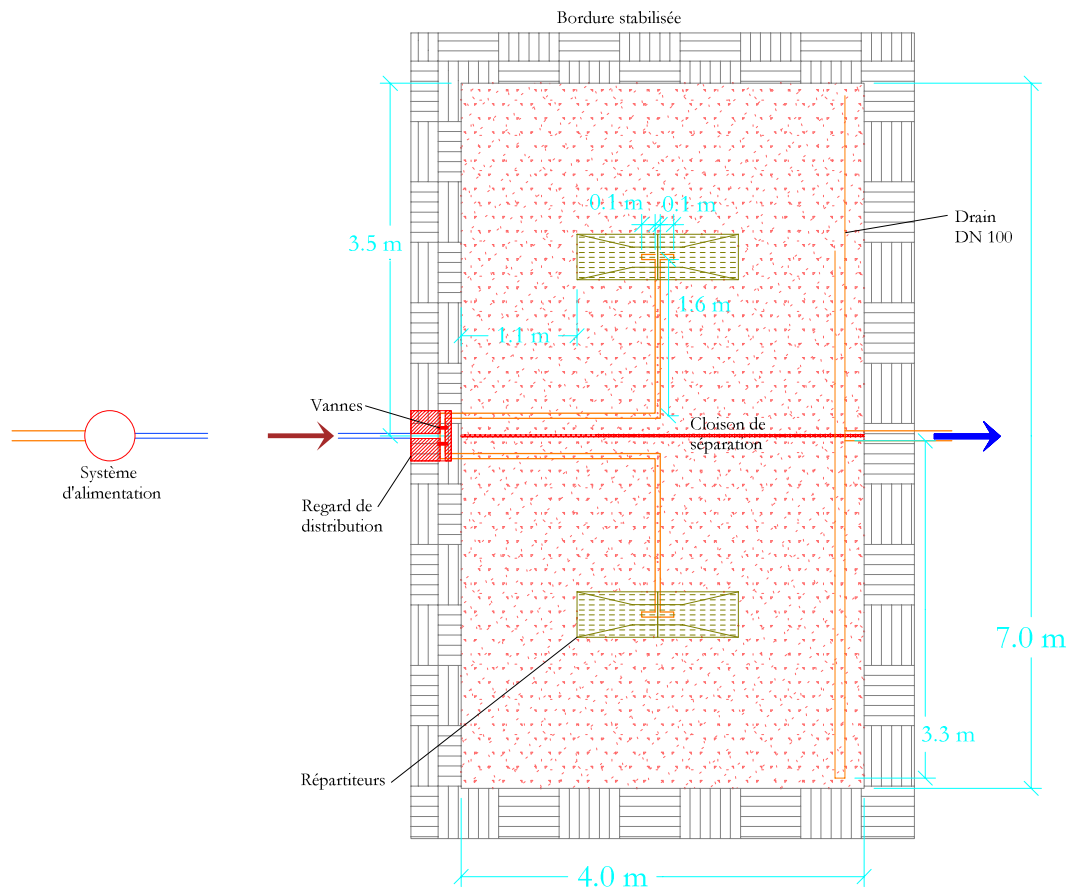 Bordure stabilisée
0.1 m
0.1 m
Drain
DN 100
3.5 m
1.6 m
1.1 m
Vannes
Cloison de
séparation
Système
d'alimentation
Regard de
distribution
7.0 m
3.3 m
Répartiteurs
4.0 m